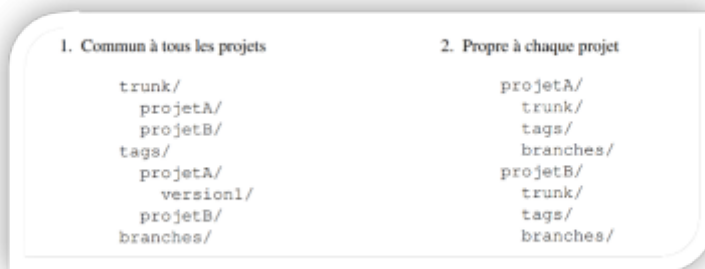 1. Commun à tous les projets
trunk/
projetA/
projetB/
tags/
projetA/
version1/
projetB/
branches/
2. Propre à chaque projet
projetA/
trunk/
tags/
branches/
projetB/
trunk/
tags/
branches/